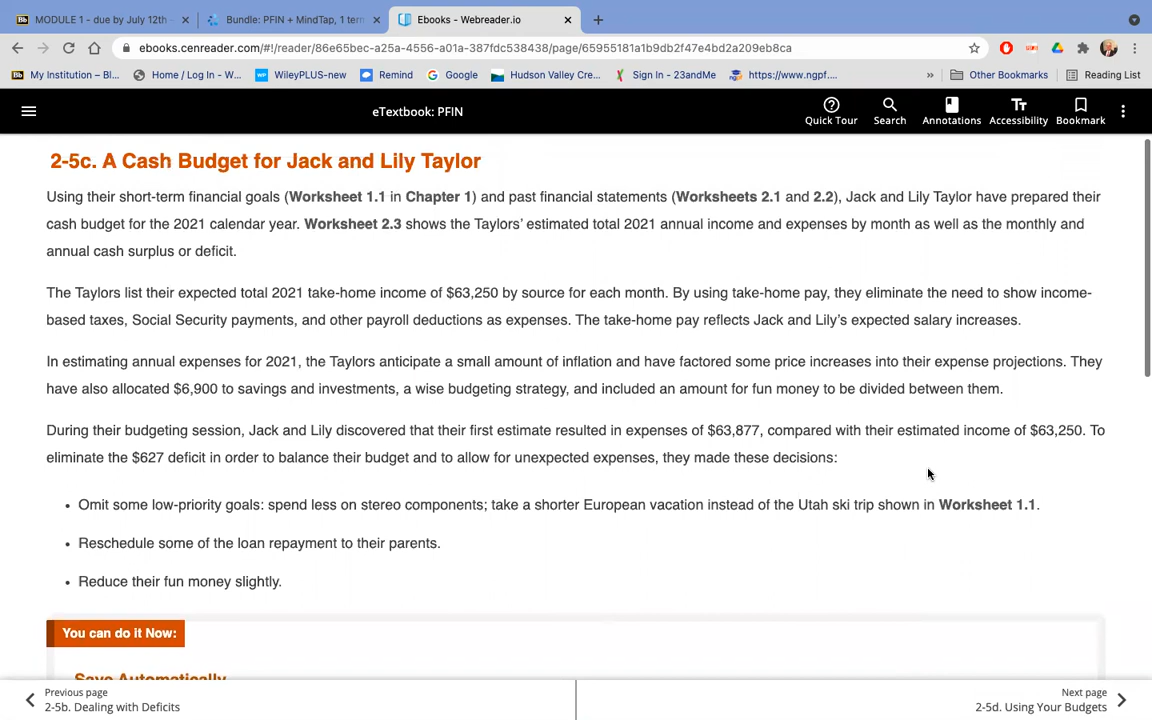 MODULE 1 - due by July 12th -
Bundle: PFIN + MindTap, 1 term
Ebooks - Webreader.io
ebooks.cenreader.com/#!/reader/86e65bec-a25a-4556-a01a-387fdc538438/page/65955181a1b9db2f47e4bd2a209eb8ca
My Institution – Bl...
Home / Log In - W...
WileyPLUS-new
Remind
Google
Hudson Valley Cre...
Sign In - 23andMe
https://www.ngpf....
»
Other Bookmarks
Reading List
eTextbook: PFIN
Quick Tour
Search
Annotations
Accessibility
Bookmark
2-5c. A Cash Budget for Jack and Lily Taylor
Using their short-term financial goals (Worksheet 1.1 in Chapter 1) and past financial statements (Worksheets 2.1 and 2.2), Jack and Lily Taylor have prepared their
cash budget for the 2021 calendar year. Worksheet 2.3 shows the Taylors' estimated total 2021 annual income and expenses by month as well as the monthly and
annual cash surplus or deficit.
The Taylors list their expected total 2021 take-home income of $63,250 by source for each month. By using take-home pay, they eliminate the need to show income-
based taxes, Social Security payments, and other payroll deductions as expenses. The take-home pay reflects Jack and Lily's expected salary increases.
In estimating annual expenses for 2021, the Taylors anticipate a small amount of inflation and have factored some price increases into their expense projections. They
have also allocated $6,900 to savings and investments, a wise budgeting strategy, and included an amount for fun money to be divided between them.
During their budgeting session, Jack and Lily discovered that their first estimate resulted in expenses of $63,877, compared with their estimated income of $63,250. To
eliminate the $627 deficit in order to balance their budget and to allow for unexpected expenses, they made these decisions:
• Omit some low-priority goals: spend less on stereo components; take a shorter European vacation instead of the Utah ski trip shown in Worksheet 1.1.
• Reschedule some of the loan repayment to their parents.
• Reduce their fun money slightly.
You can do it Now:
Save Automatically
Previous page
2-5b. Dealing with Deficits
Next page
2-5d. Using Your Budgets